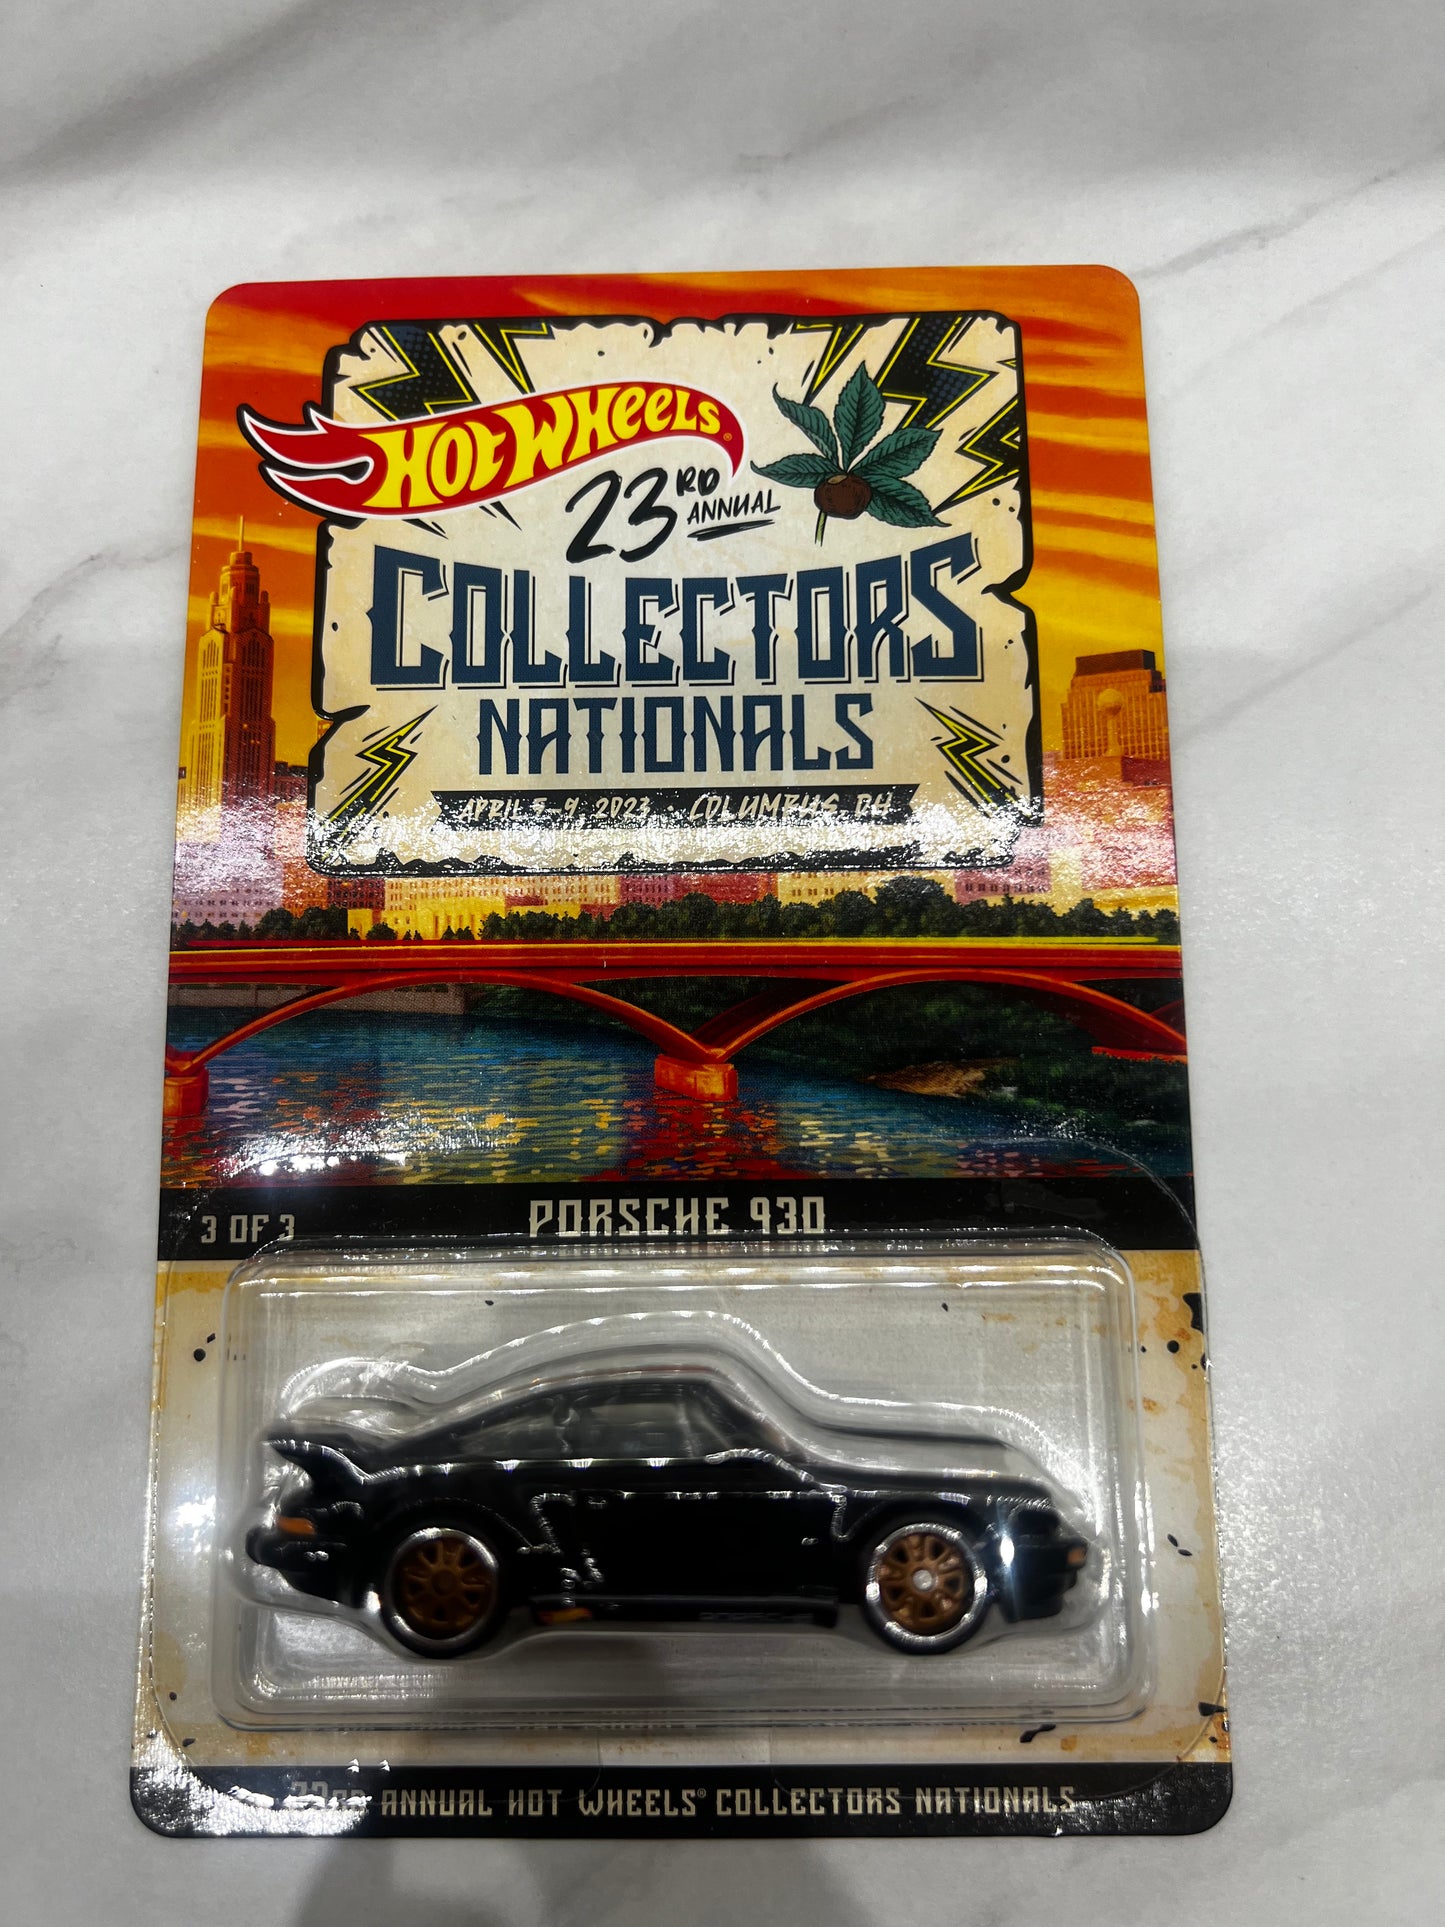 HOT WHEELS®
23RD
ANNUAL
COLLECTORS
NATIONALS
APRIL 5-9, 2023 · COLUMBUS, OH
PORSCHE 930
3 OF 3
23RD ANNUAL HOT WHEELS® COLLECTORS NATIONALS